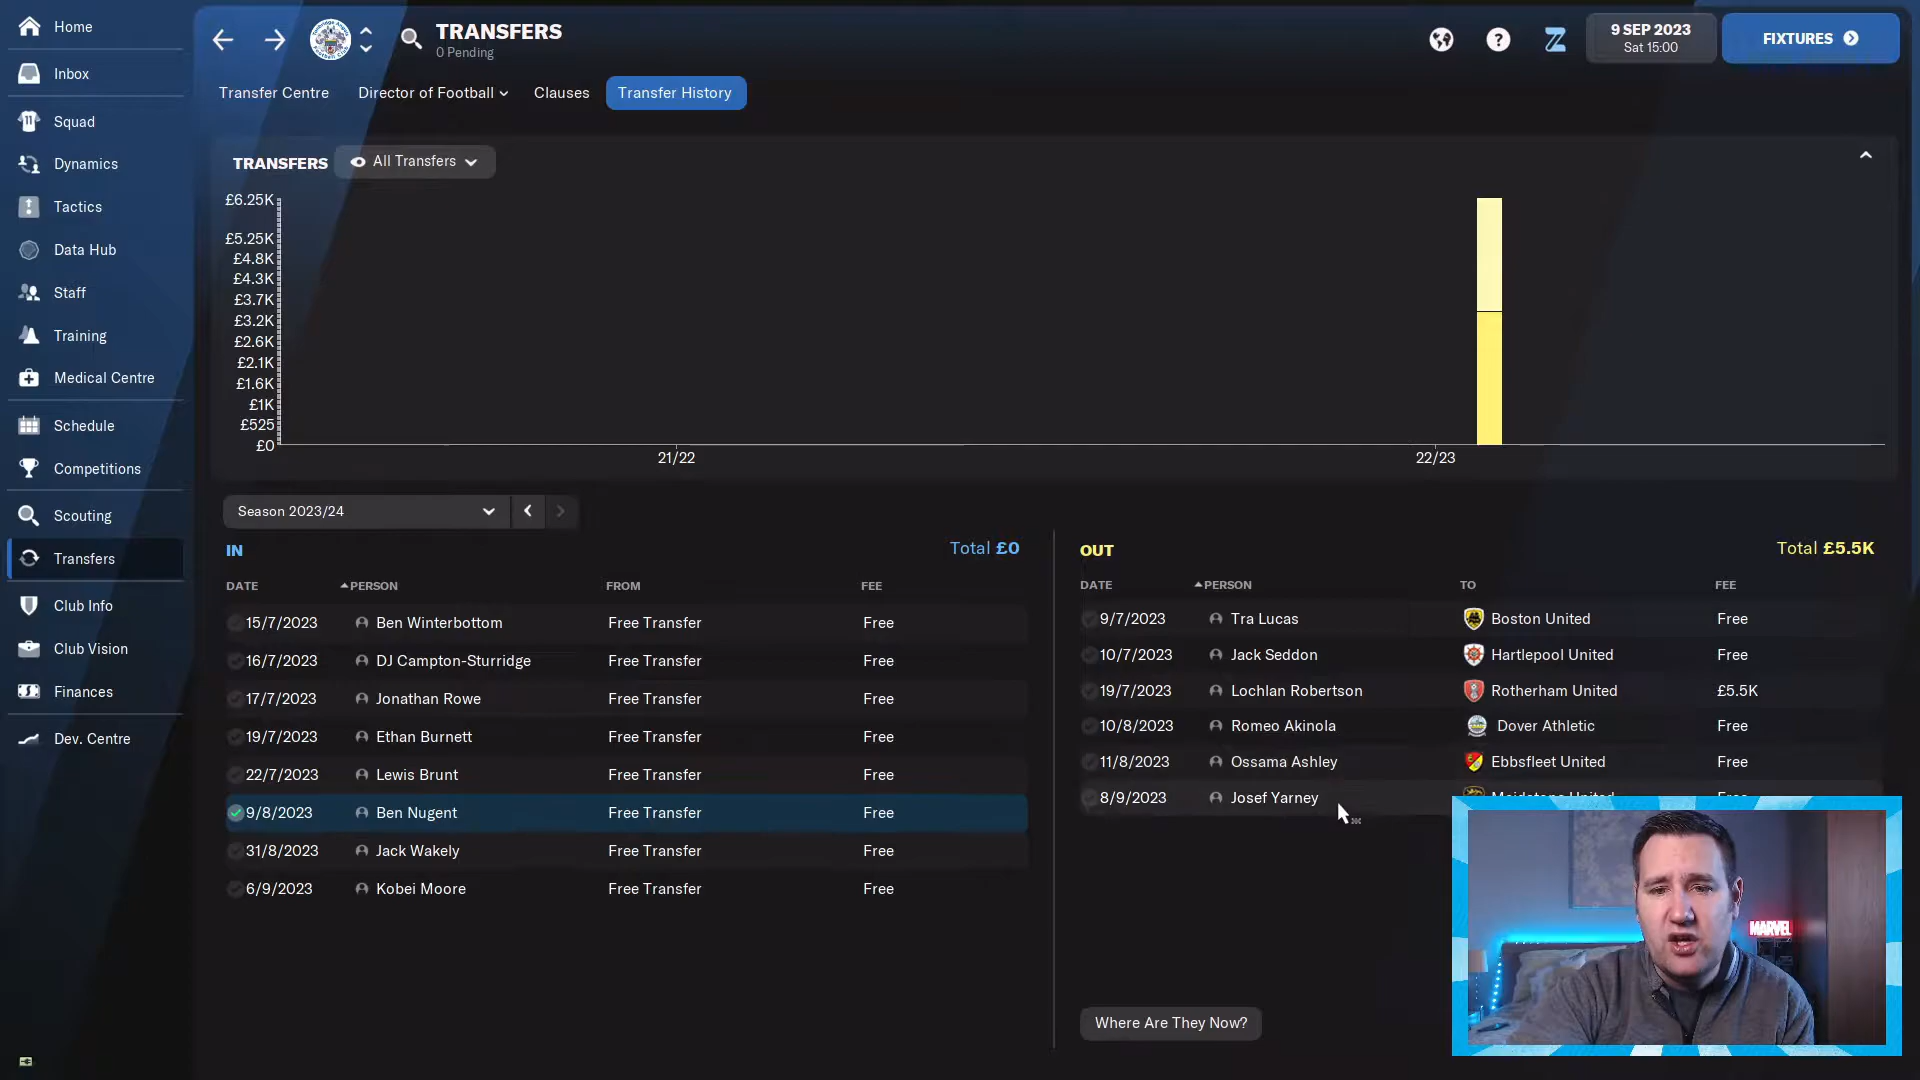 Home
Inbox
Squad
Dynamics
Tactics
Data Hub
Staff
Training
Medical Centre
Schedule
Competitions
Scouting
Transfers
Club Info
Club Vision
Finances
Dev. Centre
TRANSFERS
0 Pending
9 SEP 2023
Sat 15:00
FIXTURES
Transfer Centre
Director of Football
Clauses
Transfer History
TRANSFERS
All Transfers
£6.25K
£5.25K
£4.8K
£4.3K
£3.7K
£3.2K
£2.6K
£2.1K
£1.6K
£1K
£525
£0
21/22
22/23
Season 2023/24
IN
Total £0
DATE PERSON FROM FEE
15/7/2023 Ben Winterbottom Free Transfer Free
16/7/2023 DJ Campton-Sturridge Free Transfer Free
17/7/2023 Jonathan Rowe Free Transfer Free
19/7/2023 Ethan Burnett Free Transfer Free
22/7/2023 Lewis Brunt Free Transfer Free
9/8/2023 Ben Nugent Free Transfer Free
31/8/2023 Jack Wakely Free Transfer Free
6/9/2023 Kobei Moore Free Transfer Free
OUT
Total £5.5K
DATE PERSON TO FEE
9/7/2023 Tra Lucas Boston United Free
10/7/2023 Jack Seddon Hartlepool United Free
19/7/2023 Lochlan Robertson Rotherham United £5.5K
10/8/2023 Romeo Akinola Dover Athletic Free
11/8/2023 Ossama Ashley Ebbsfleet United Free
8/9/2023 Josef Yarney Maidstone United Free
Where Are They Now?
MARVEL